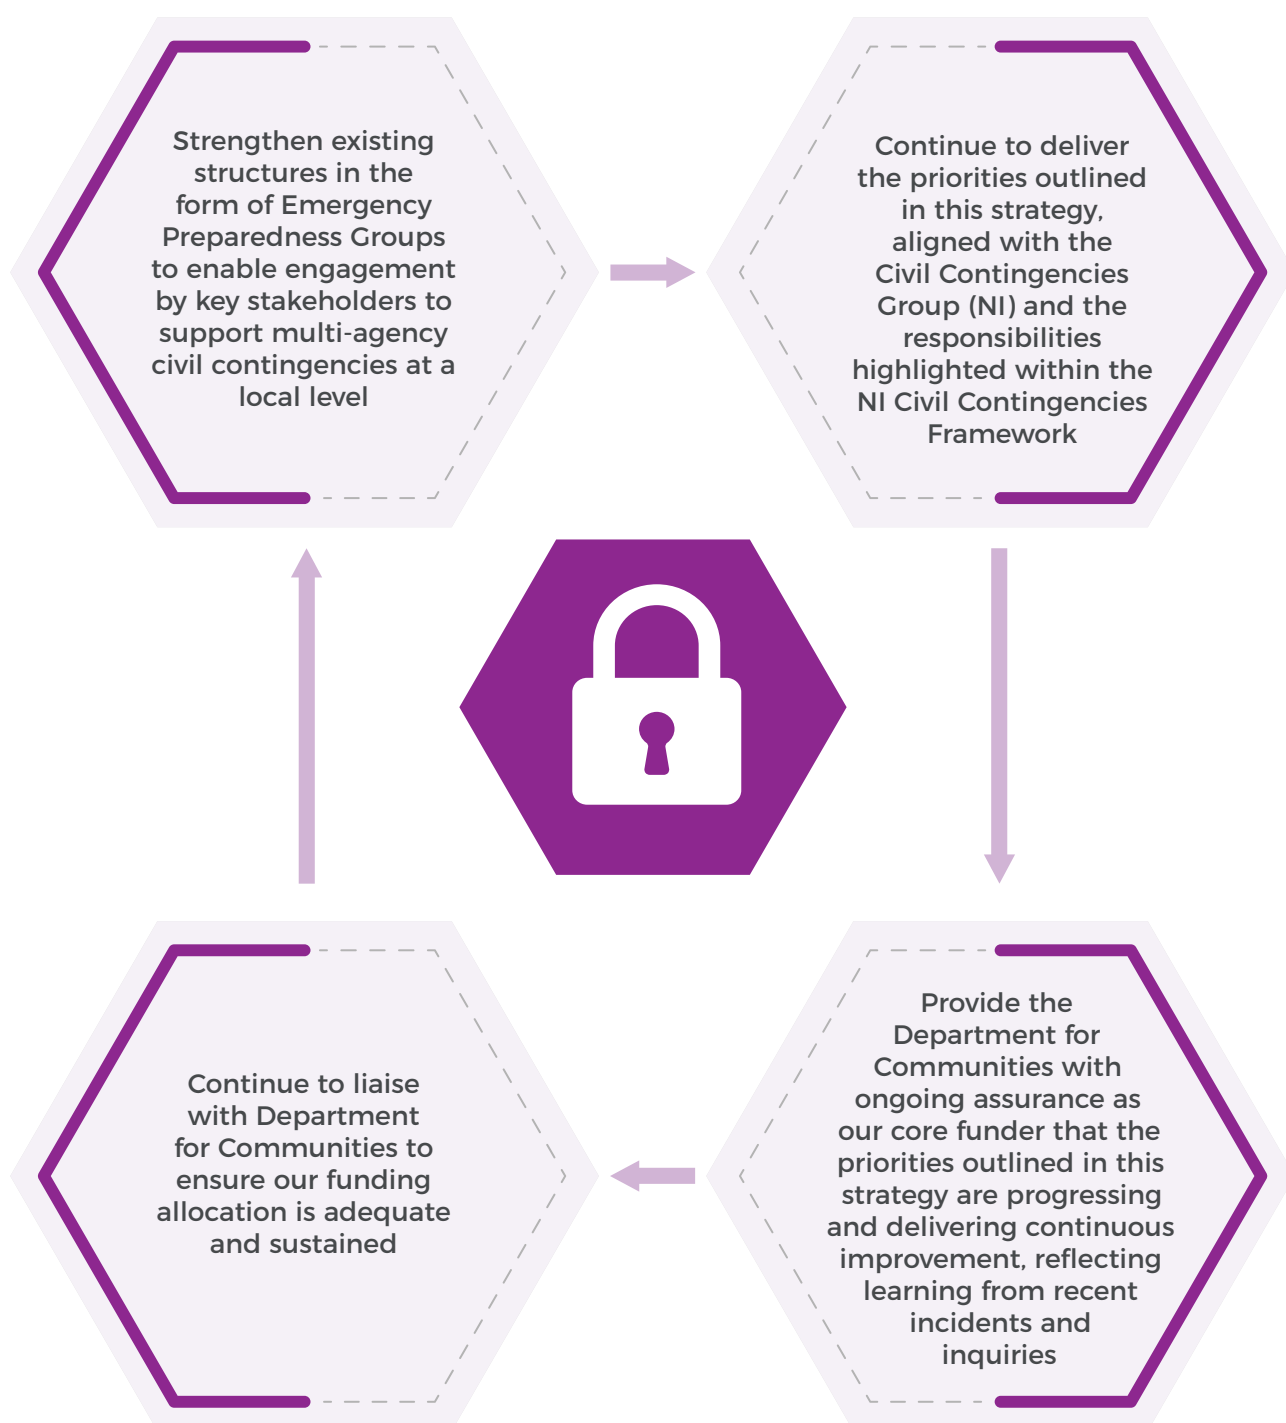 Strengthen existing
structures in the
form of Emergency
Preparedness Groups
to enable engagement
by key stakeholders to
support multi-agency
civil contingencies at a
local level
Continue to deliver
the priorities outlined
in this strategy,
aligned with the
Civil Contingencies
Group (NI) and the
responsibilities
highlighted within the
NI Civil Contingencies
Framework
Provide the
Department for
Communities with
ongoing assurance as
our core funder that the
priorities outlined in this
strategy are progressing
and delivering continuous
improvement, reflecting
learning from recent
incidents and
inquiries
Continue to liaise
with Department
for Communities to
ensure our funding
allocation is adequate
and sustained